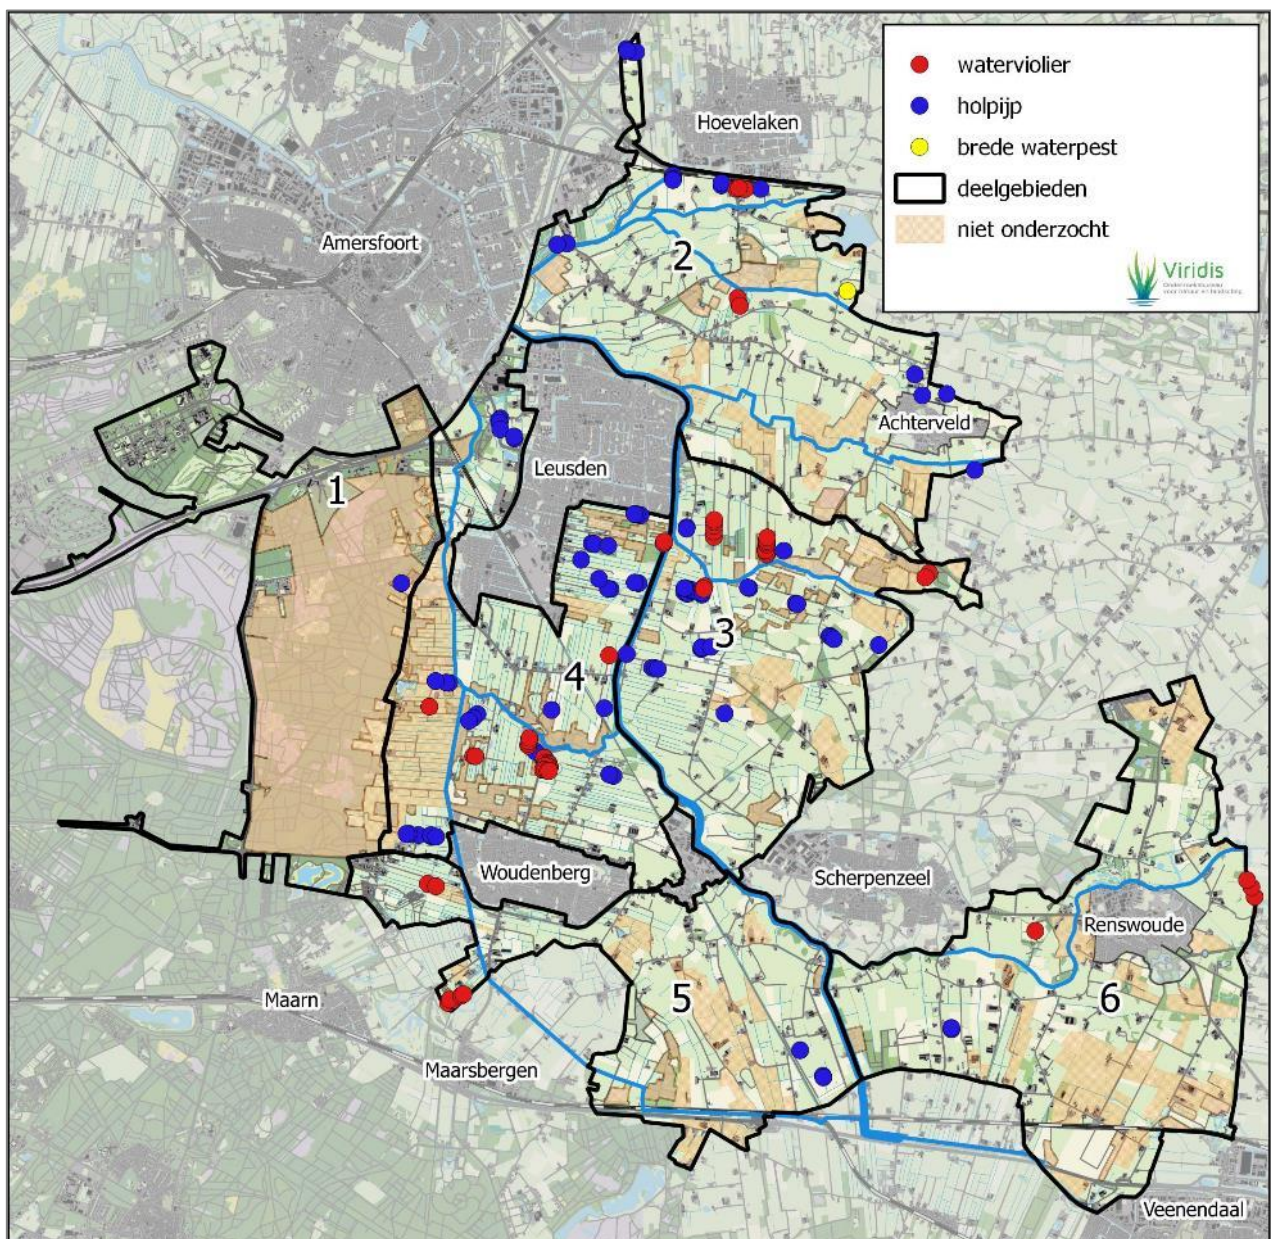 waterviolier
holpijp
brede waterpest
deelgebieden
niet onderzocht
Viridis
Hoevelaken
Amersfoort
2
Achterveld
Leusden
1
3
4
Woudenberg
Scherpenzeel
Renswoude
Maarn
5
6
Maarsbergen
Veenendaal